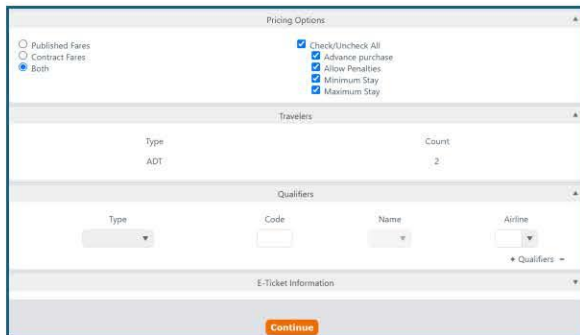 Pricing Options
Published Fares
Contract Fares
Both
Check/Uncheck All
Advance purchase
Allow Penalties
Minimum Stay
Maximum Stay
Travelers
Type Count
ADT 2
Qualifiers
Type Code Name Airline
+ Qualifiers −
E-Ticket Information
Continue